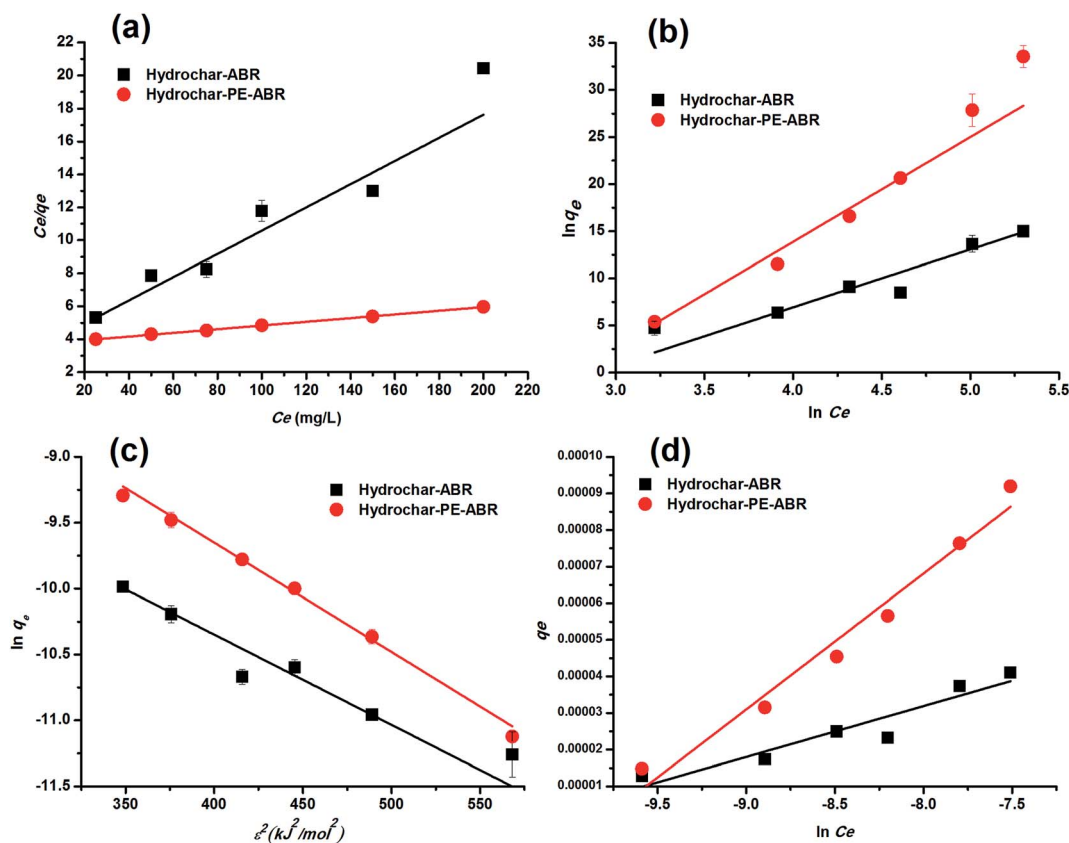 (a)
Hydrochar-ABR
Hydrochar-PE-ABR
Ce/qe
22
20
18
16
14
12
10
8
6
4
2
20 40 60 80 100 120 140 160 180 200 220
Ce (mg/L)
(b)
Hydrochar-ABR
Hydrochar-PE-ABR
ln qe
35
30
25
20
15
10
5
0
3.0 3.5 4.0 4.5 5.0 5.5
ln Ce
(c)
Hydrochar-ABR
Hydrochar-PE-ABR
ln qe
-9.0
-9.5
-10.0
-10.5
-11.0
-11.5
350 400 450 500 550
ε²(kJ²/mol²)
(d)
Hydrochar-ABR
Hydrochar-PE-ABR
qe
0.00010
0.00009
0.00008
0.00007
0.00006
0.00005
0.00004
0.00003
0.00002
0.00001
-9.5 -9.0 -8.5 -8.0 -7.5
ln Ce